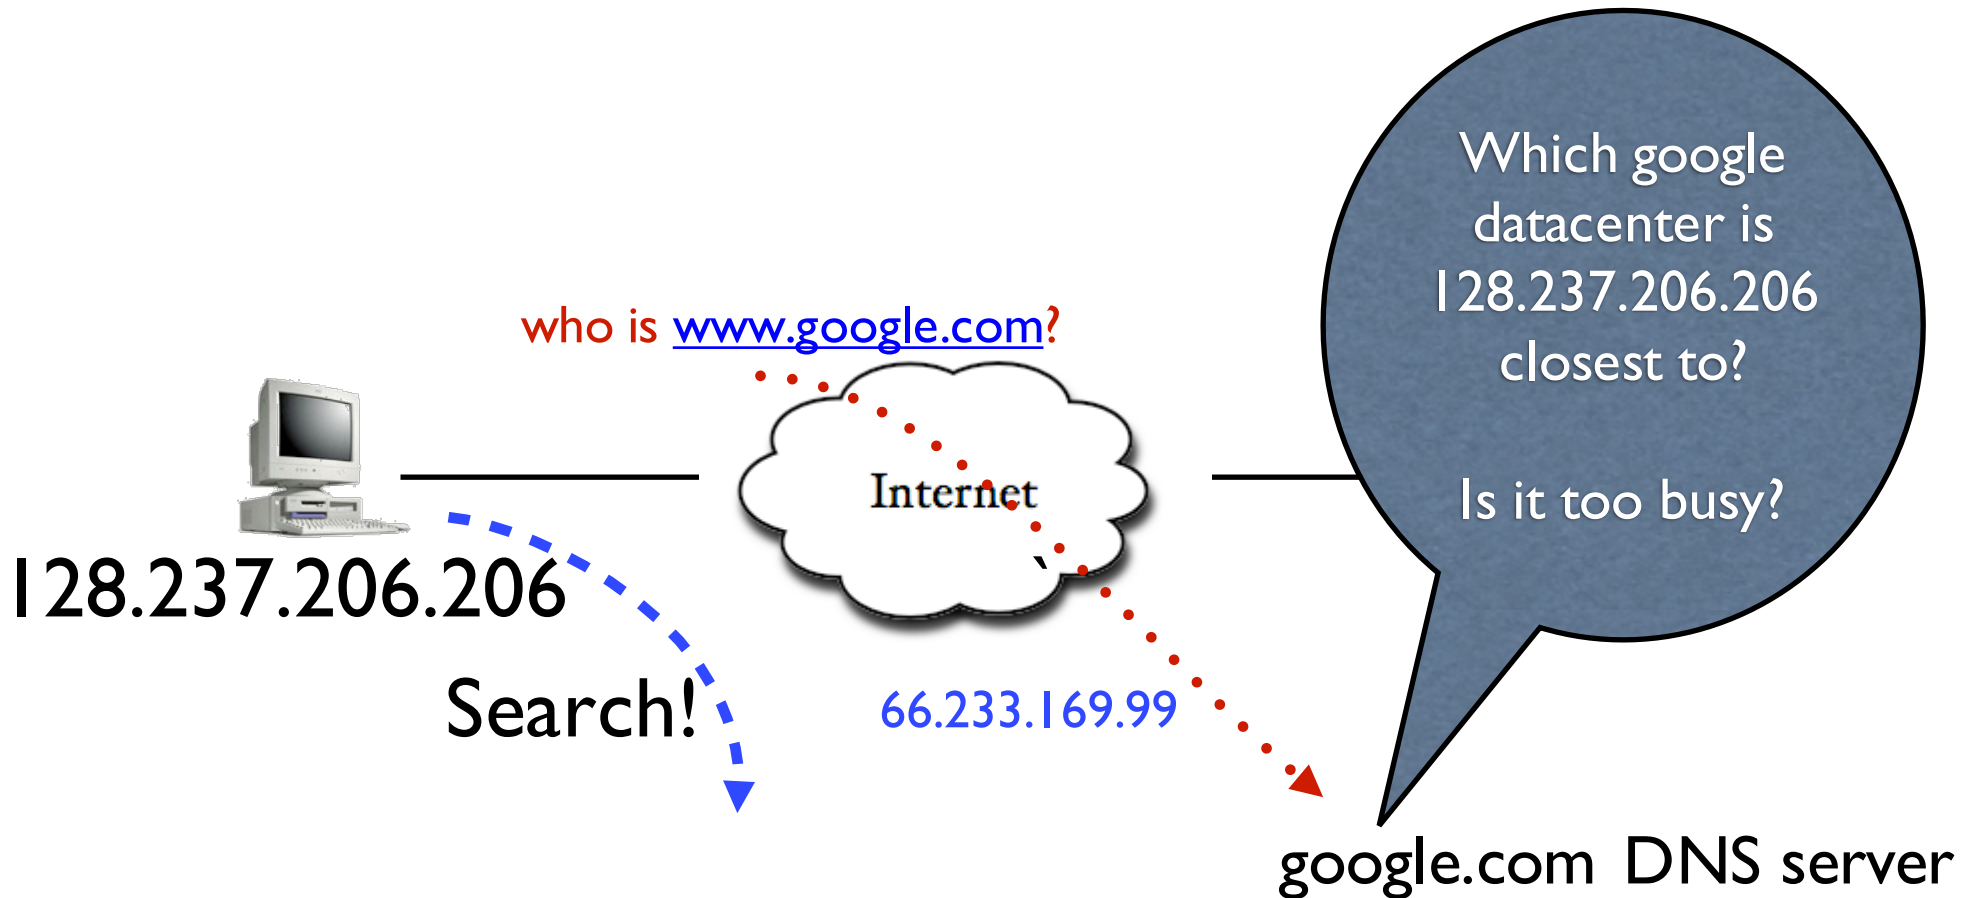 Which google
datacenter is
128.237.206.206
closest to?
Is it too busy?
who is www.google.com?
Internet
`
128.237.206.206
Search!
66.233.169.99
google.com DNS server